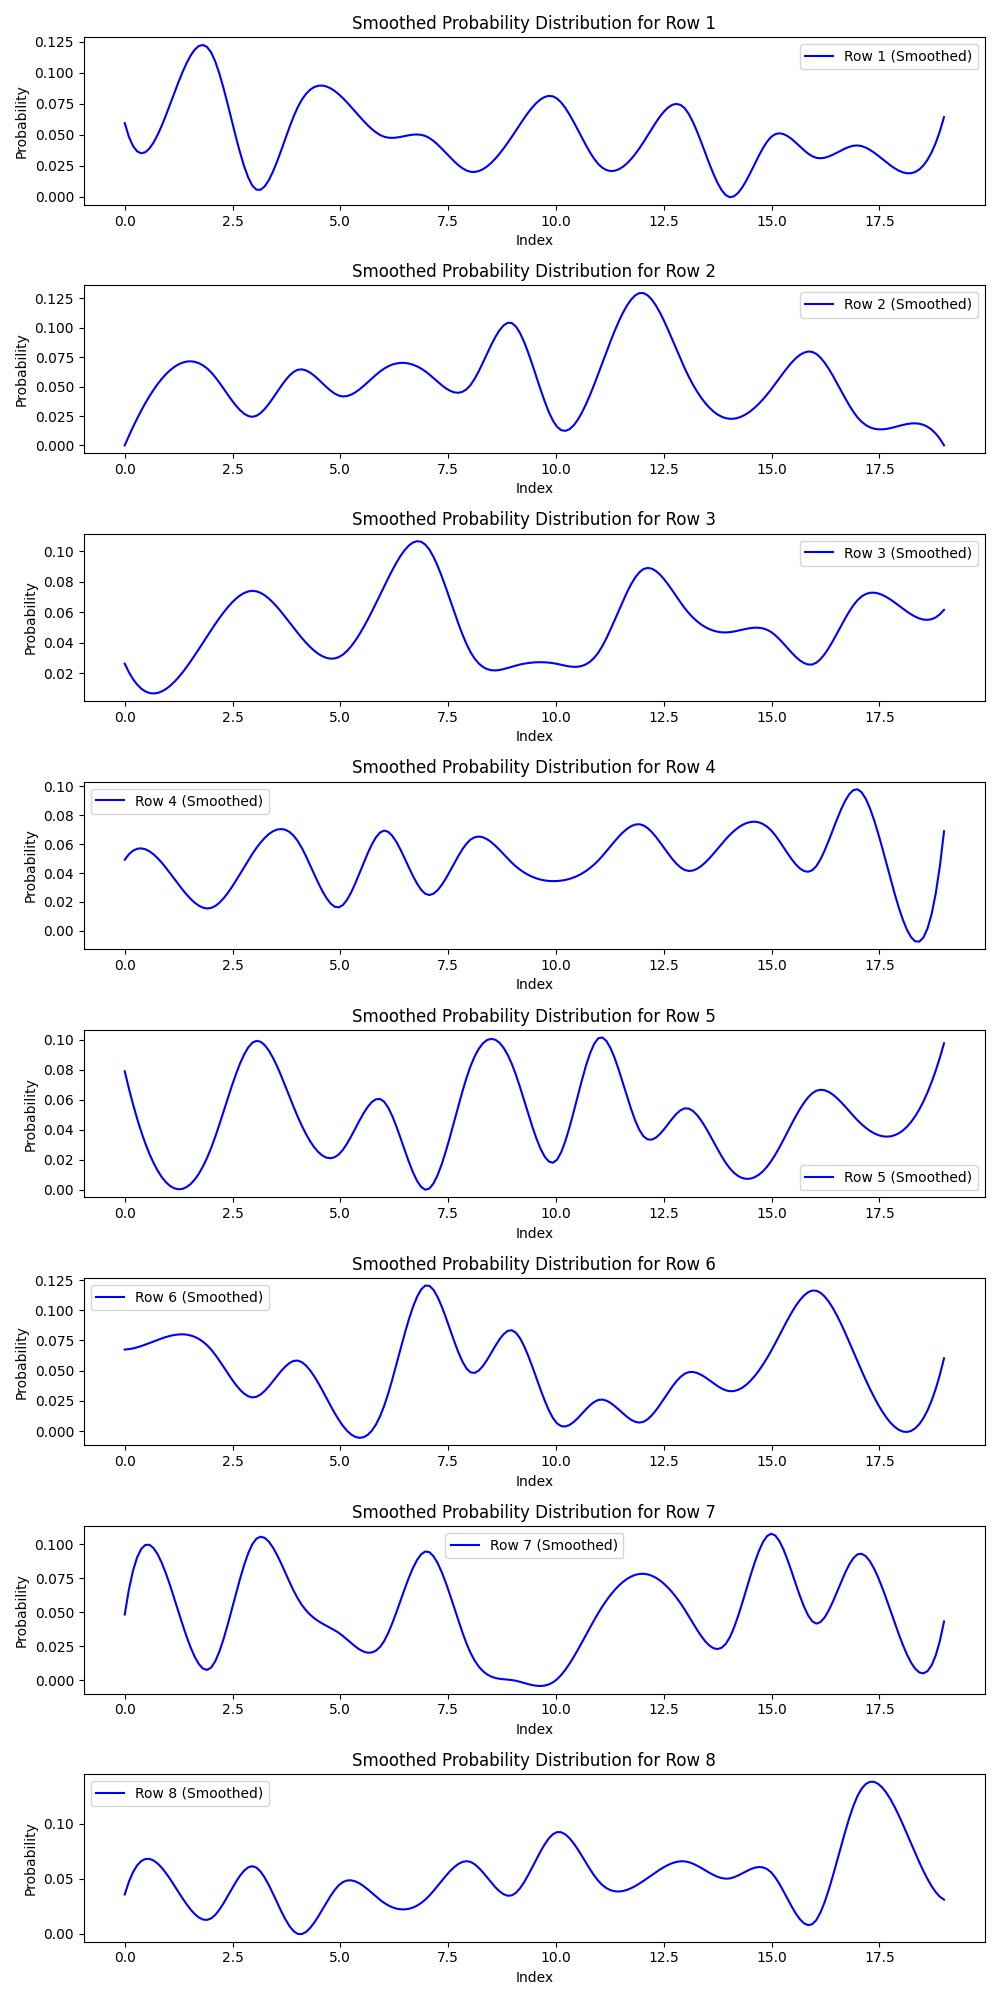 Smoothed Probability Distribution for Row 1
0.125
0.100
0.075
0.050
0.025
0.000
Probability
Row 1 (Smoothed)
0.0 2.5 5.0 7.5 10.0 12.5 15.0 17.5
Index
Smoothed Probability Distribution for Row 2
0.125
0.100
0.075
0.050
0.025
0.000
Probability
Row 2 (Smoothed)
0.0 2.5 5.0 7.5 10.0 12.5 15.0 17.5
Index
Smoothed Probability Distribution for Row 3
0.10
0.08
0.06
0.04
0.02
Probability
Row 3 (Smoothed)
0.0 2.5 5.0 7.5 10.0 12.5 15.0 17.5
Index
Smoothed Probability Distribution for Row 4
0.10
0.08
0.06
0.04
0.02
0.00
Probability
Row 4 (Smoothed)
0.0 2.5 5.0 7.5 10.0 12.5 15.0 17.5
Index
Smoothed Probability Distribution for Row 5
0.10
0.08
0.06
0.04
0.02
0.00
Probability
Row 5 (Smoothed)
0.0 2.5 5.0 7.5 10.0 12.5 15.0 17.5
Index
Smoothed Probability Distribution for Row 6
0.125
0.100
0.075
0.050
0.025
0.000
Probability
Row 6 (Smoothed)
0.0 2.5 5.0 7.5 10.0 12.5 15.0 17.5
Index
Smoothed Probability Distribution for Row 7
0.100
0.075
0.050
0.025
0.000
Probability
Row 7 (Smoothed)
0.0 2.5 5.0 7.5 10.0 12.5 15.0 17.5
Index
Smoothed Probability Distribution for Row 8
0.10
0.05
0.00
Probability
Row 8 (Smoothed)
0.0 2.5 5.0 7.5 10.0 12.5 15.0 17.5
Index